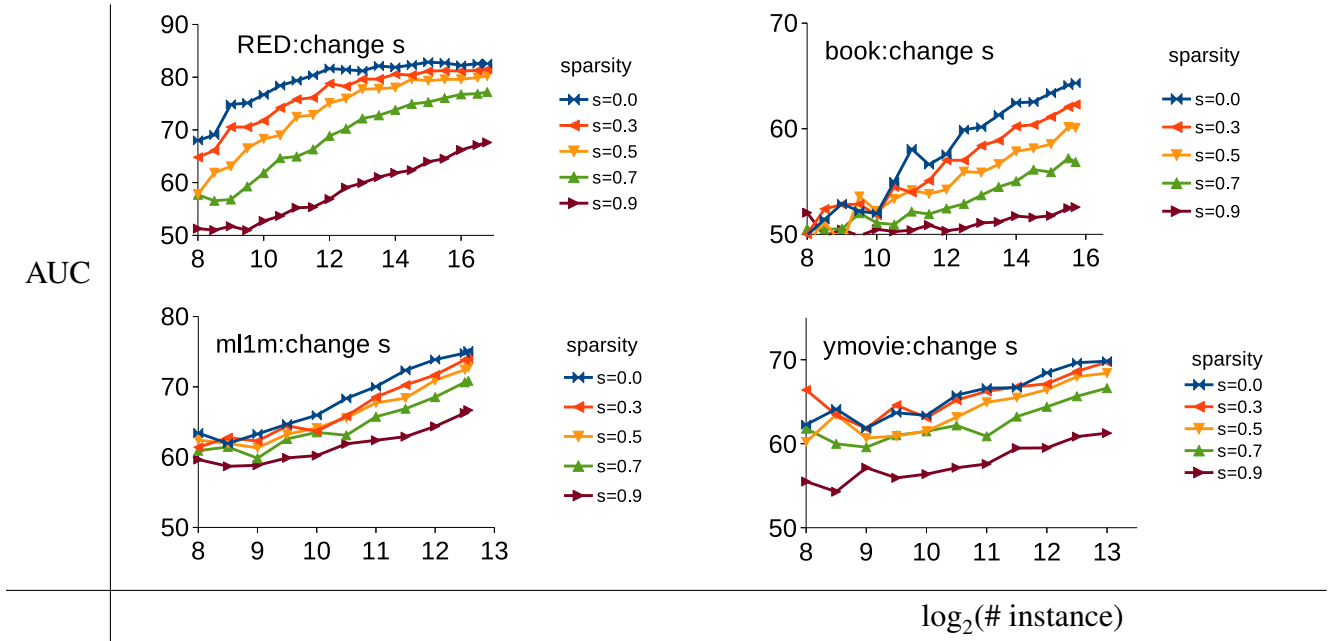 AUC
RED:change s
90
80
70
60
50
8 10 12 14 16
sparsity
s=0.0
s=0.3
s=0.5
s=0.7
s=0.9
book:change s
70
60
50
8 10 12 14 16
sparsity
s=0.0
s=0.3
s=0.5
s=0.7
s=0.9
ml1m:change s
80
70
60
50
8 9 10 11 12 13
sparsity
s=0.0
s=0.3
s=0.5
s=0.7
s=0.9
ymovie:change s
70
60
50
8 9 10 11 12 13
sparsity
s=0.0
s=0.3
s=0.5
s=0.7
s=0.9
log₂(# instance)